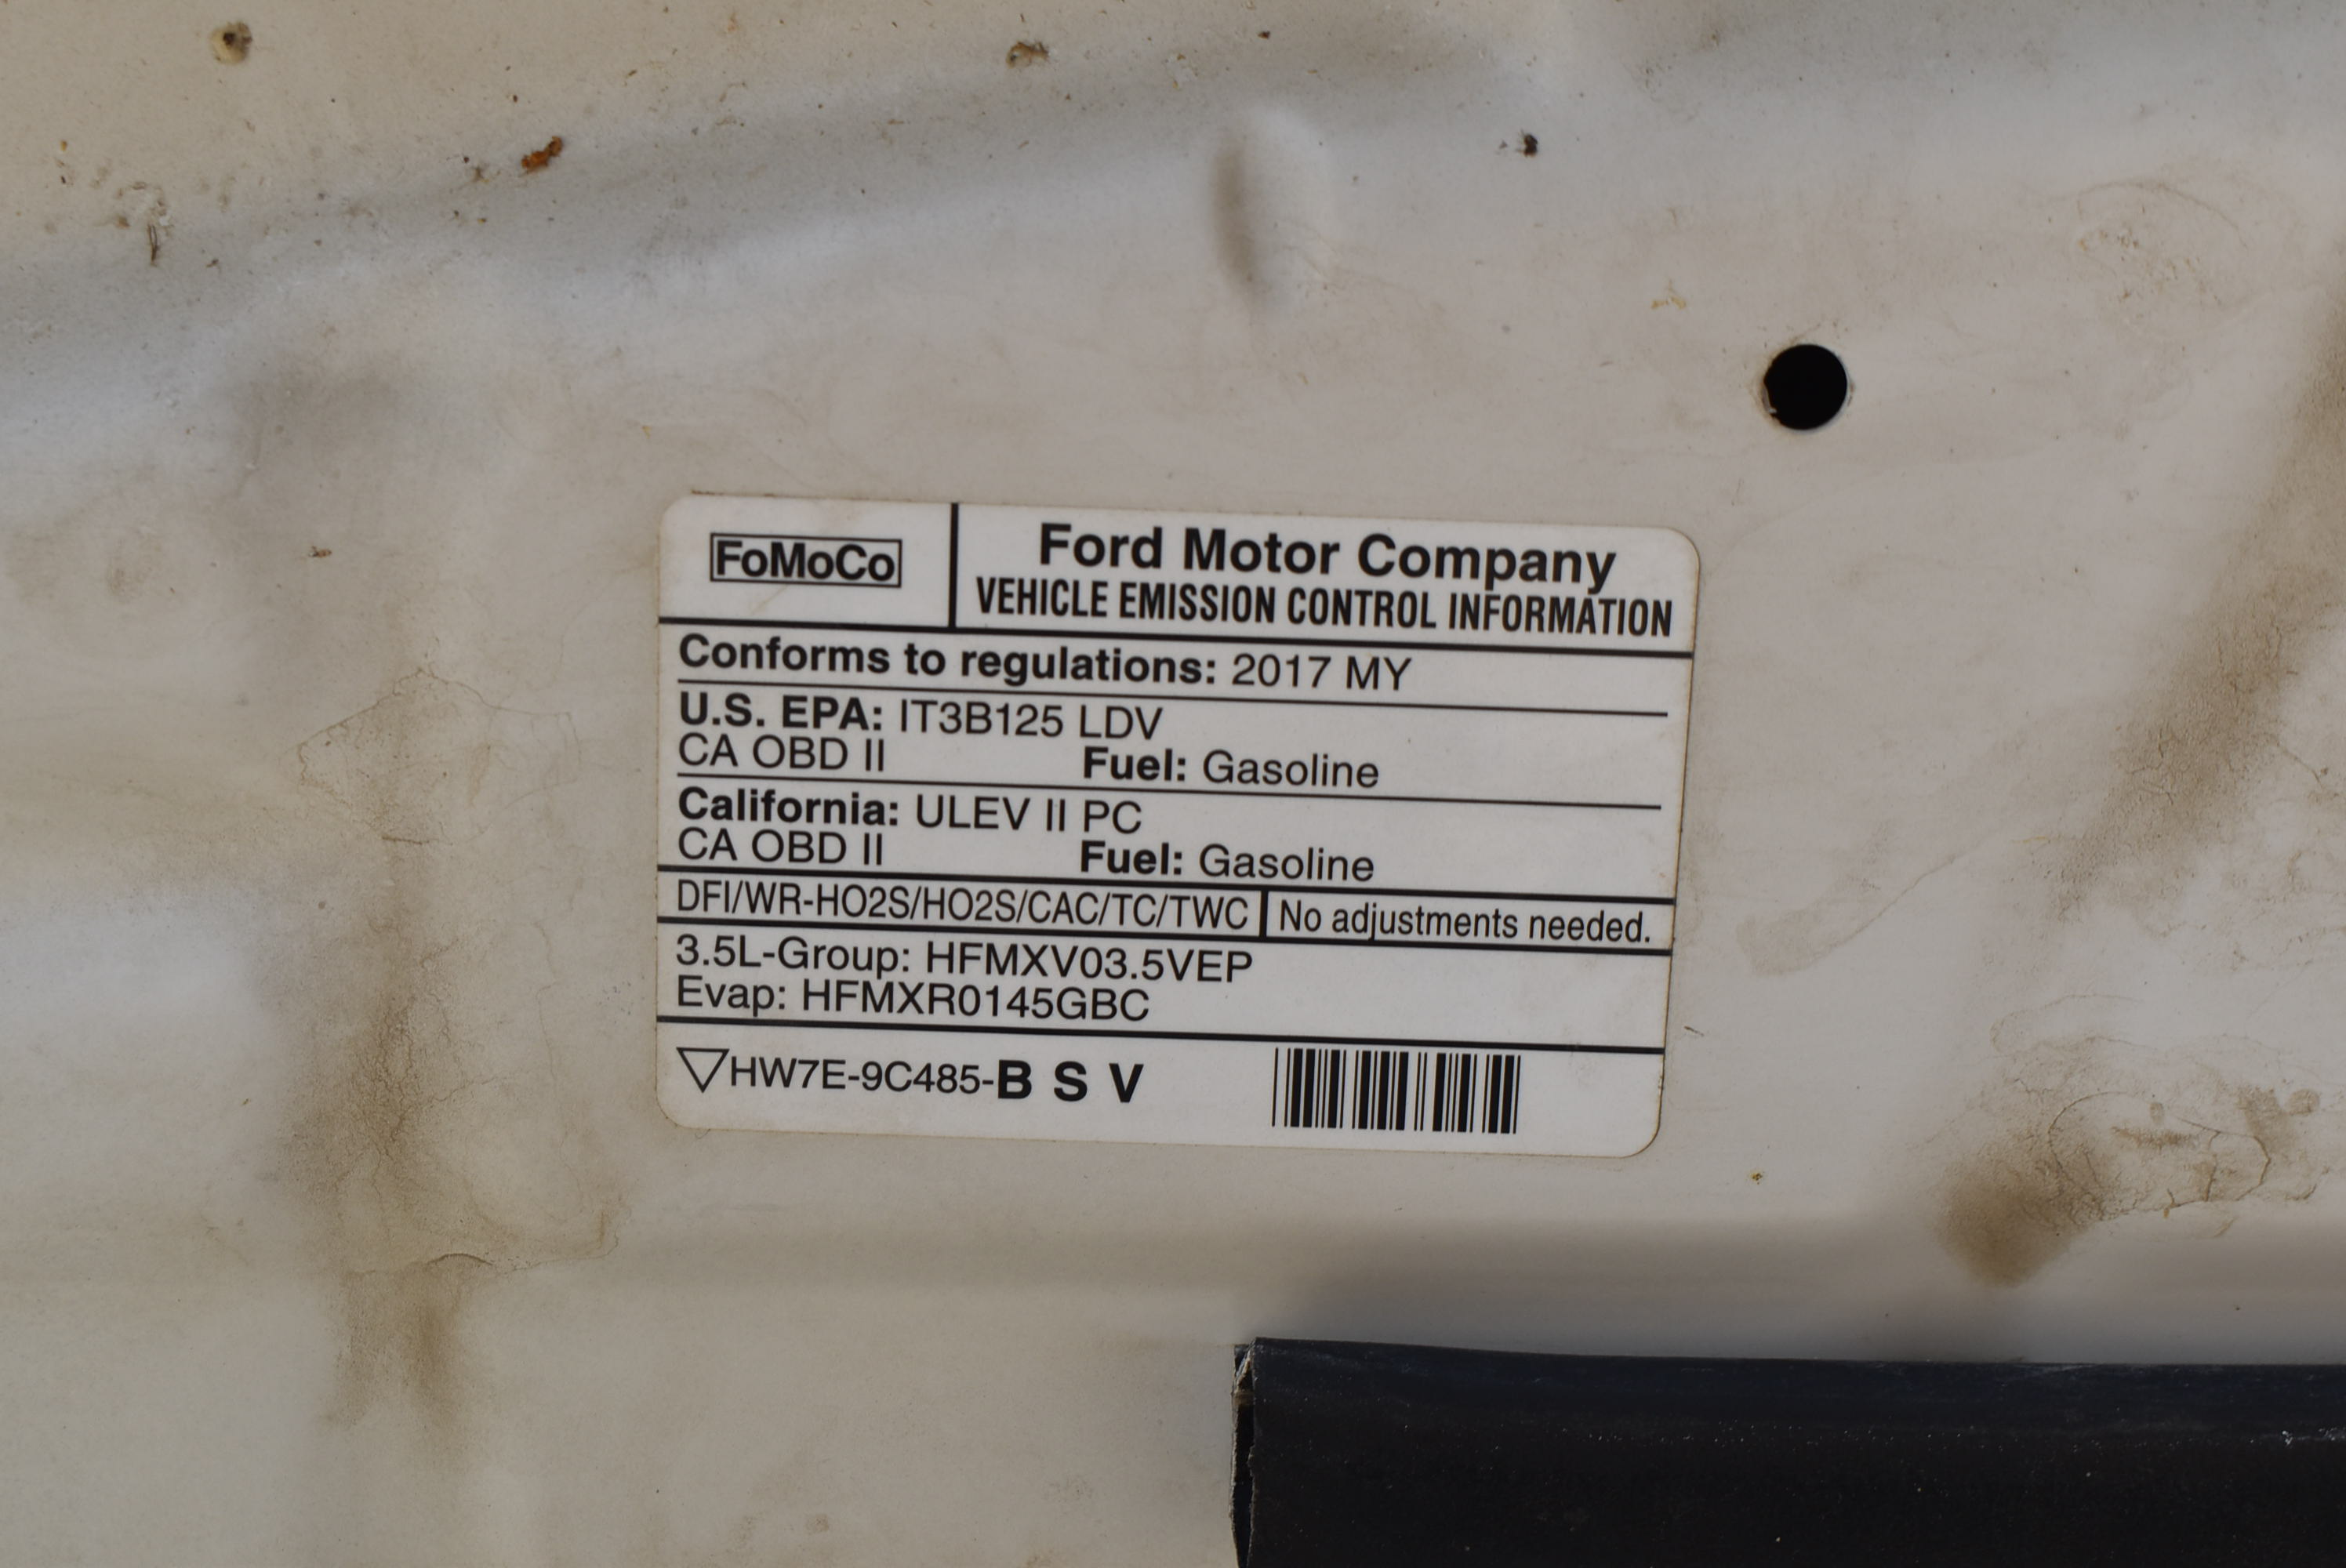 FoMoCo
Ford Motor Company
VEHICLE EMISSION CONTROL INFORMATION
Conforms to regulations: 2017 MY
U.S. EPA: IT3B125 LDV
CA OBD II Fuel: Gasoline
California: ULEV II PC
CA OBD II Fuel: Gasoline
DFI/WR-HO2S/HO2S/CAC/TC/TWC No adjustments needed.
3.5L-Group: HFMXV03.5VEP
Evap: HFMXR0145GBC
▽HW7E-9C485-B S V